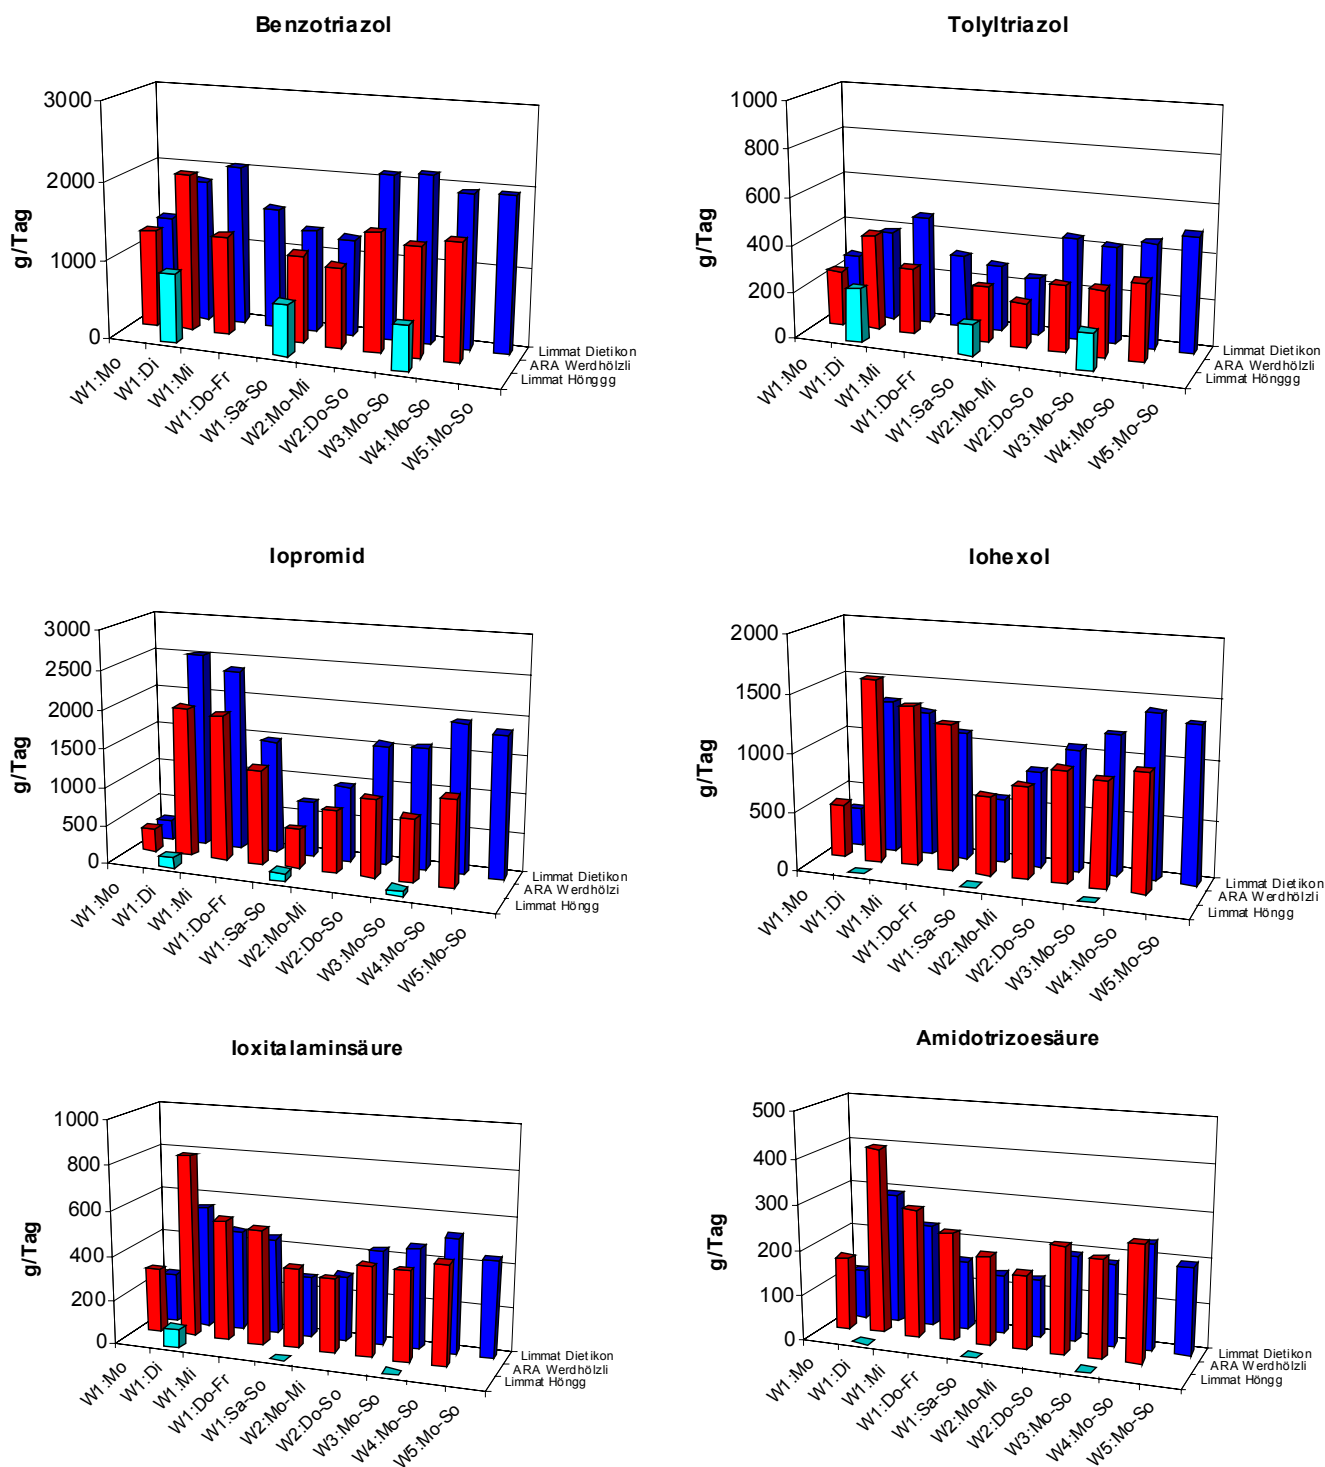 Benzotriazol
3000
2000
1000
0
g/Tag
W1:Mo
W1:Di
W1:Mi
W1:Do-Fr
W1:Sa-So
W2:Mo-Mi
W2:Do-So
W3:Mo-So
W4:Mo-So
W5:Mo-So
Limmat Dietikon
ARA Werdhölzli
Limmat Hönggg
Tolyltriazol
1000
800
600
400
200
0
g/Tag
W1:Mo
W1:Di
W1:Mi
W1:Do-Fr
W1:Sa-So
W2:Mo-Mi
W2:Do-So
W3:Mo-So
W4:Mo-So
W5:Mo-So
Limmat Dietikon
ARA Werdhölzli
Limmat Hönggg
Iopromid
3000
2500
2000
1500
1000
500
0
g/Tag
W1:Mo
W1:Di
W1:Mi
W1:Do-Fr
W1:Sa-So
W2:Mo-Mi
W2:Do-So
W3:Mo-So
W4:Mo-So
W5:Mo-So
Limmat Dietikon
ARA Werdhölzi
Limmat Höngg
Iohexol
2000
1500
1000
500
0
g/Tag
W1:Mo
W1:Di
W1:Mi
W1:Do-Fr
W1:Sa-So
W2:Mo-Mi
W2:Do-So
W3:Mo-So
W4:Mo-So
W5:Mo-So
Limmat Dietikon
ARA Werdhölzli
Limmat Höngg
Ioxitalaminsäure
1000
800
600
400
200
0
g/Tag
W1:Mo
W1:Di
W1:Mi
W1:Do-Fr
W1:Sa-So
W2:Mo-Mi
W2:Do-So
W3:Mo-So
W4:Mo-So
W5:Mo-So
Limmat Dietikon
ARA Werdhölzli
Limmat Höngg
Amidotrizoesäure
500
400
300
200
100
0
g/Tag
W1:Mo
W1:Di
W1:Mi
W1:Do-Fr
W1:Sa-So
W2:Mo-Mi
W2:Do-So
W3:Mo-So
W4:Mo-So
W5:Mo-So
Limmat Dietikon
ARA Werdhölzli
Limmat Höngg